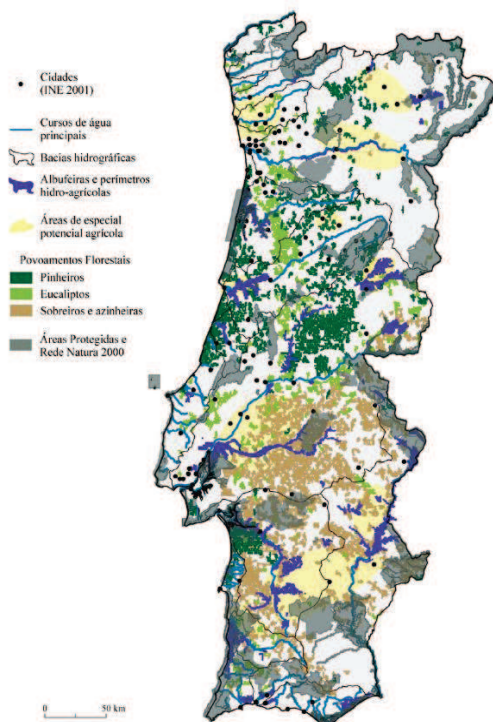 Cidades
(INE 2001)
Cursos de água
principais
Bacias hidrográficas
Albufeiras e perímetros
hidro-agrícolas
Áreas de especial
potencial agrícola
Povoamentos Florestais
Pinheiros
Eucaliptos
Sobreiros e azinheiras
Áreas Protegidas e
Rede Natura 2000
0 50 km